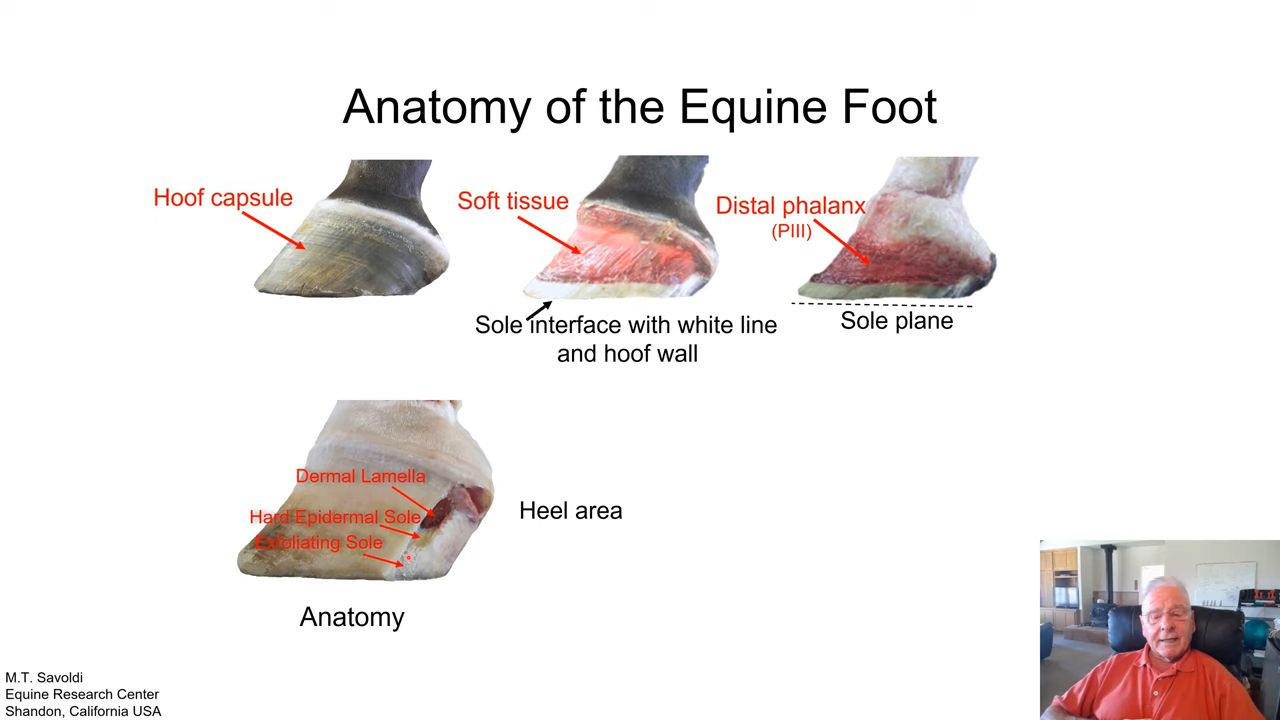 Anatomy of the Equine Foot
Hoof capsule
Soft tissue
Distal phalanx
(PIII)
Sole interface with white line
and hoof wall
Sole plane
Dermal Lamella
Hard Epidermal Sole
Exfoliating Sole
Heel area
Anatomy
M.T. Savoldi
Equine Research Center
Shandon, California USA